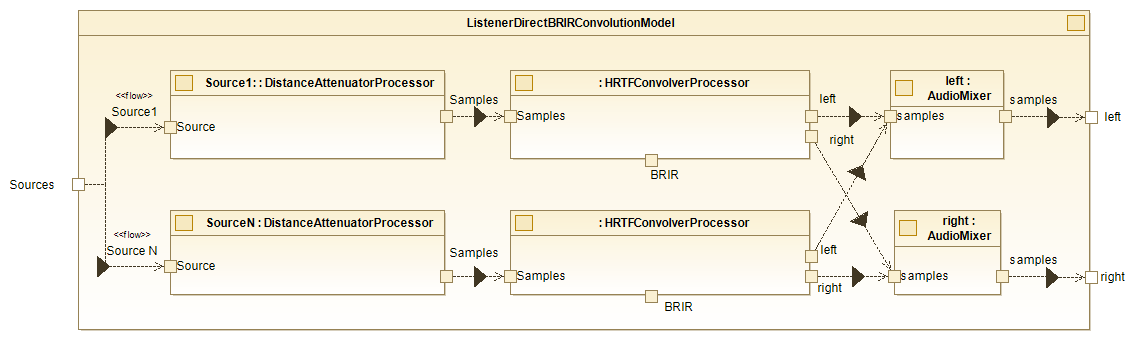 ListenerDirectBRIRConvolutionModel
Source1: : DistanceAttenuatorProcessor
: HRTFConvolverProcessor
left :
AudioMixer
<<flow>>
Source1
Source
Samples
Samples
left
right
samples
samples
left
BRIR
Sources
SourceN : DistanceAttenuatorProcessor
: HRTFConvolverProcessor
right :
AudioMixer
<<flow>>
Source N
Source
Samples
Samples
left
right
samples
samples
right
BRIR